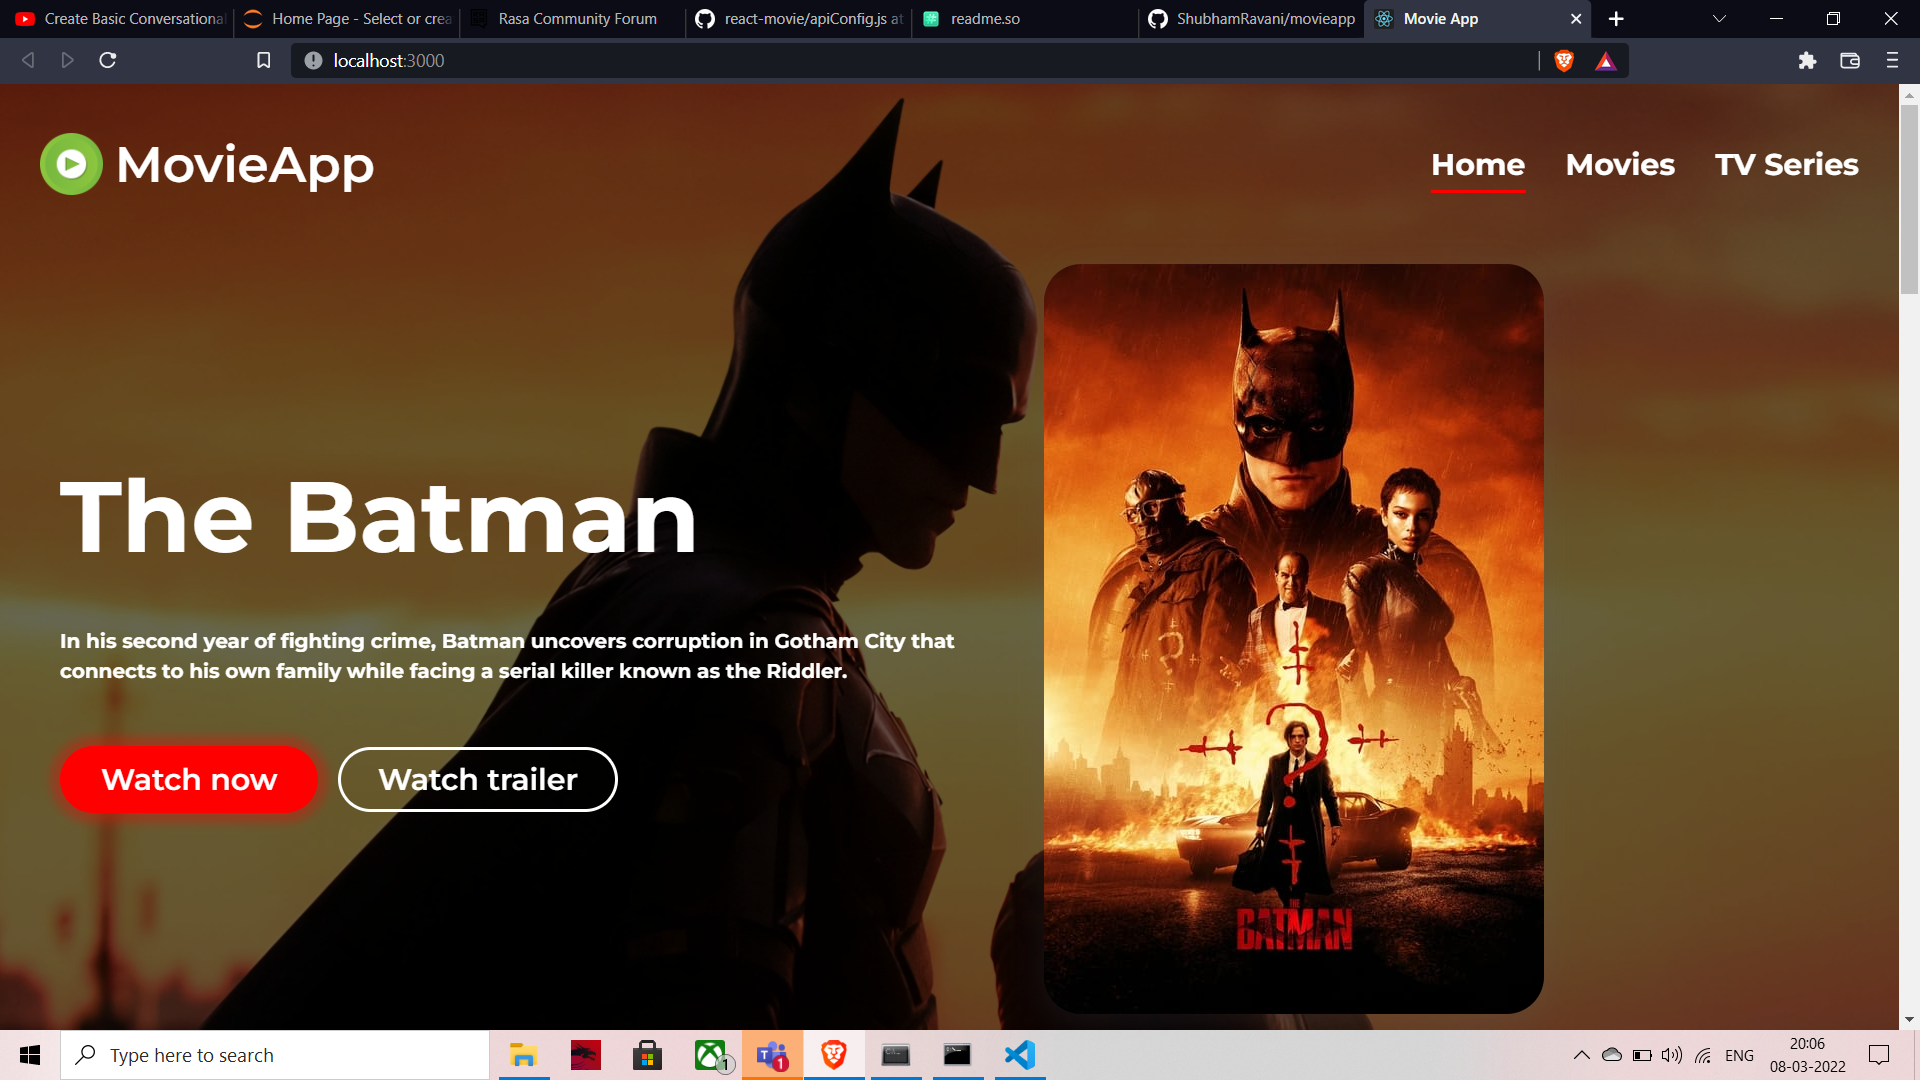 Create Basic Conversational
Home Page - Select or crea
Rasa Community Forum
react-movie/apiConfig.js at
readme.so
ShubhamRavani/movieapp
Movie App
localhost:3000
MovieApp
Home
Movies
TV Series
The Batman
In his second year of fighting crime, Batman uncovers corruption in Gotham City that
connects to his own family while facing a serial killer known as the Riddler.
Watch now
Watch trailer
THE
BATMAN
Type here to search
1
1
ENG
20:06
08-03-2022